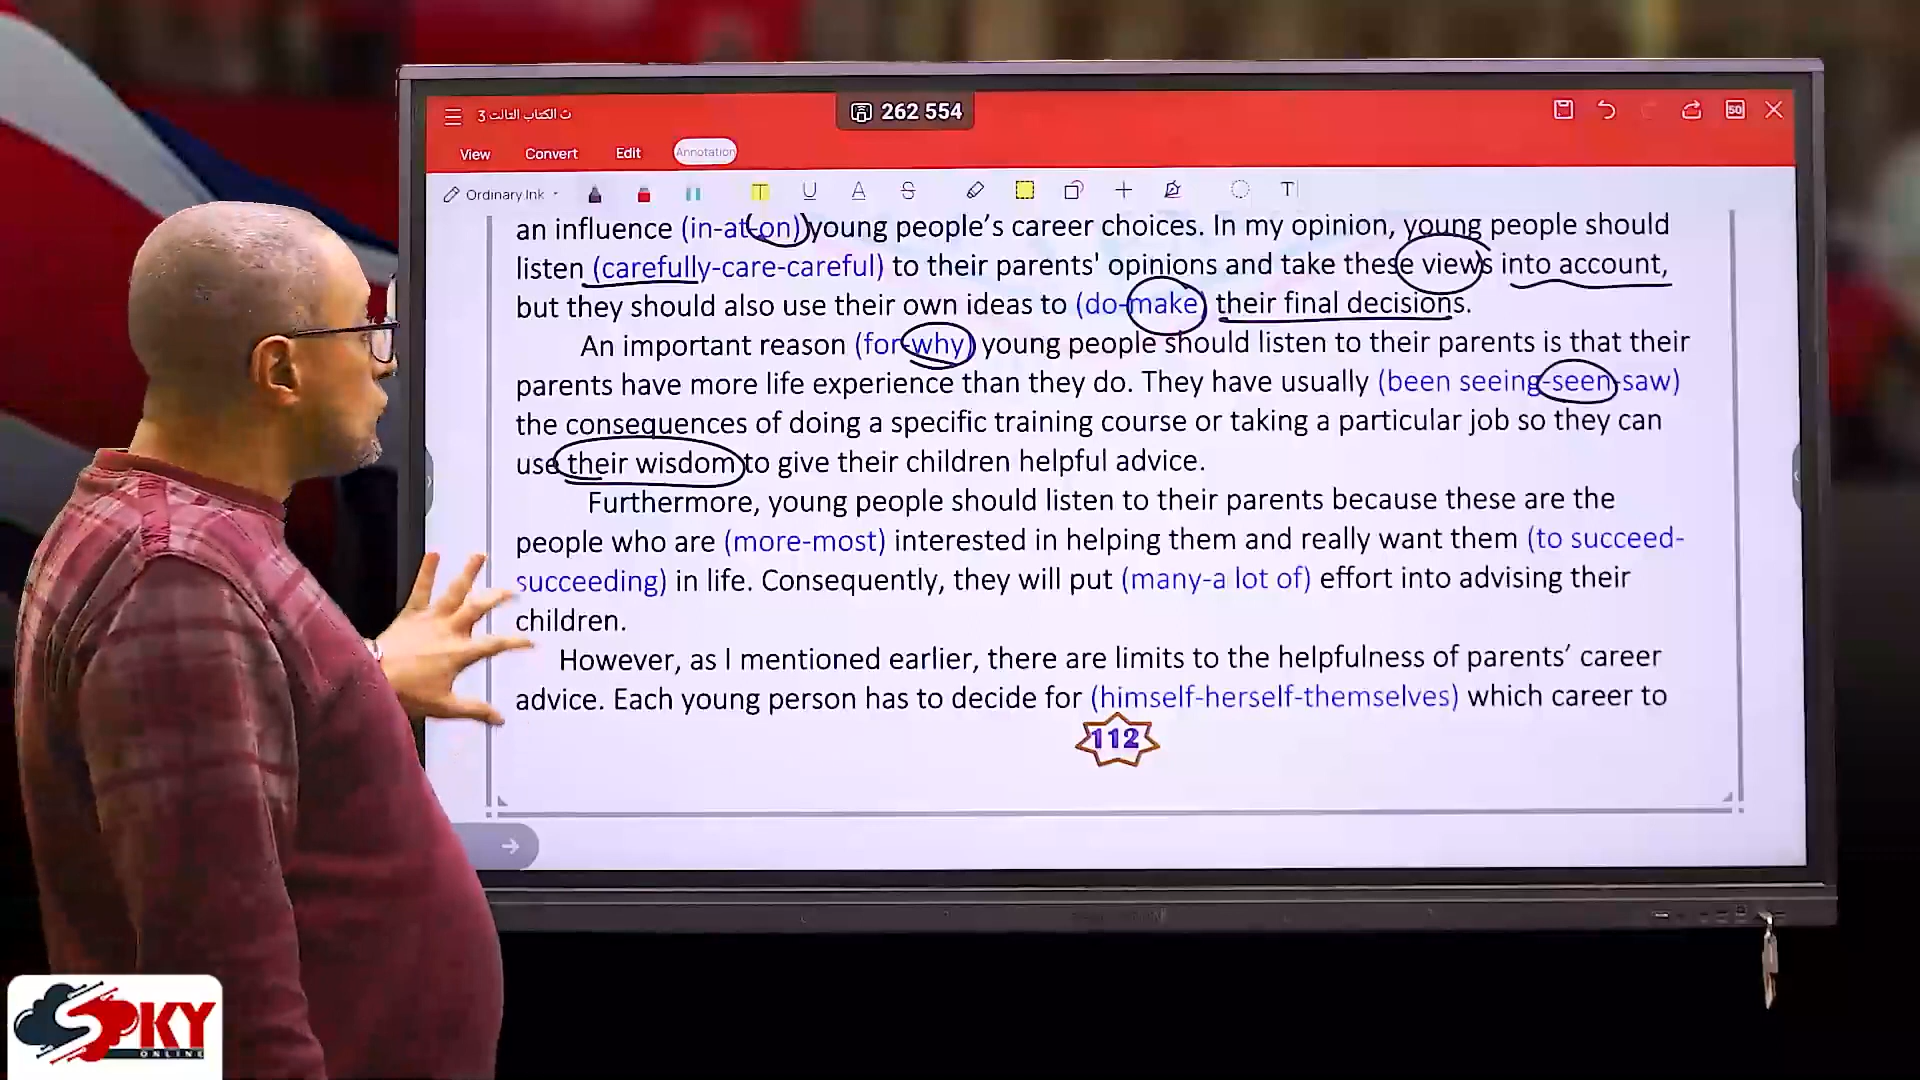 ث الكتاب الثالث 3
262 554
50
View Convert Edit Annotation
Ordinary Ink
an influence (in-at-on) young people's career choices. In my opinion, young people should
listen (carefully-care-careful) to their parents' opinions and take these views into account,
but they should also use their own ideas to (do-make) their final decisions.
An important reason (for-why) young people should listen to their parents is that their
parents have more life experience than they do. They have usually (been seeing-seen-saw)
the consequences of doing a specific training course or taking a particular job so they can
use their wisdom to give their children helpful advice.
Furthermore, young people should listen to their parents because these are the
people who are (more-most) interested in helping them and really want them (to succeed-
succeeding) in life. Consequently, they will put (many-a lot of) effort into advising their
children.
However, as I mentioned earlier, there are limits to the helpfulness of parents' career
advice. Each young person has to decide for (himself-herself-themselves) which career to
112
SPKY
ONLINE